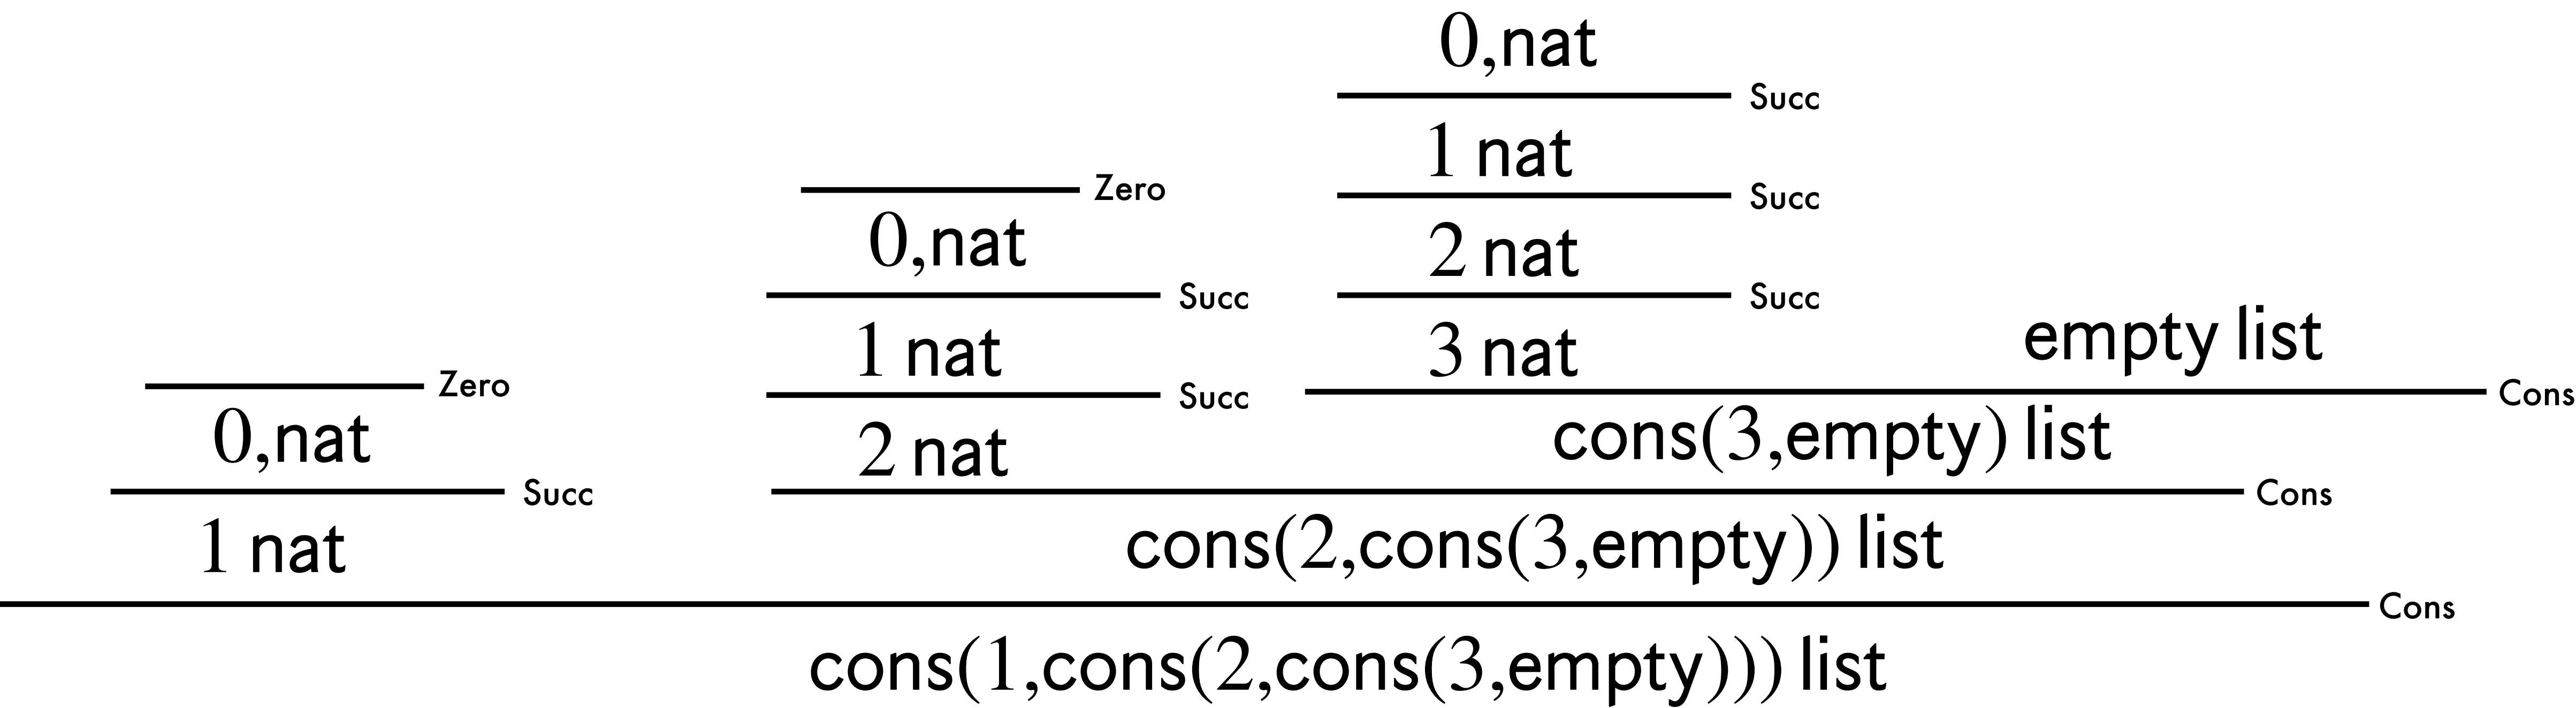 0,nat
Succ
1 nat
Zero
Succ
0,nat
2 nat
Succ
Succ
1 nat
3 nat
empty list
Zero
Succ
Cons
0,nat
2 nat
cons(3,empty) list
Succ
Cons
1 nat
cons(2,cons(3,empty)) list
Cons
cons(1,cons(2,cons(3,empty))) list